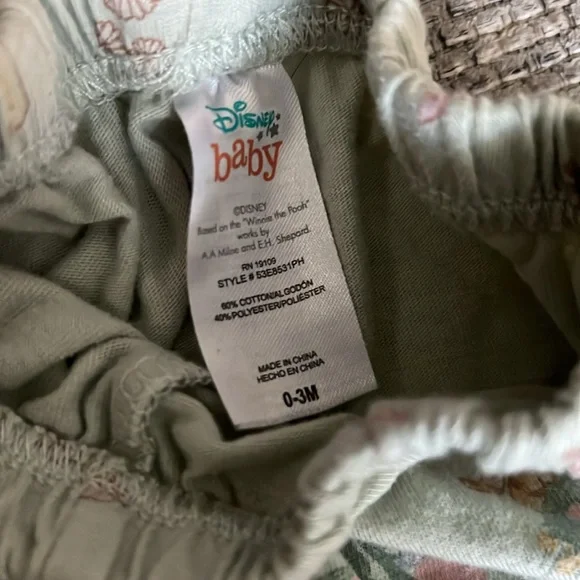 Disney
baby
©DISNEY
Based on the "Winnie the Pooh"
works by
A.A Milne and E.H. Shepard.
RN 19109
STYLE # 53E8531PH
60% COTTON/ALGODÓN
40% POLYESTER/POLIÉSTER
MADE IN CHINA
HECHO EN CHINA
0-3M